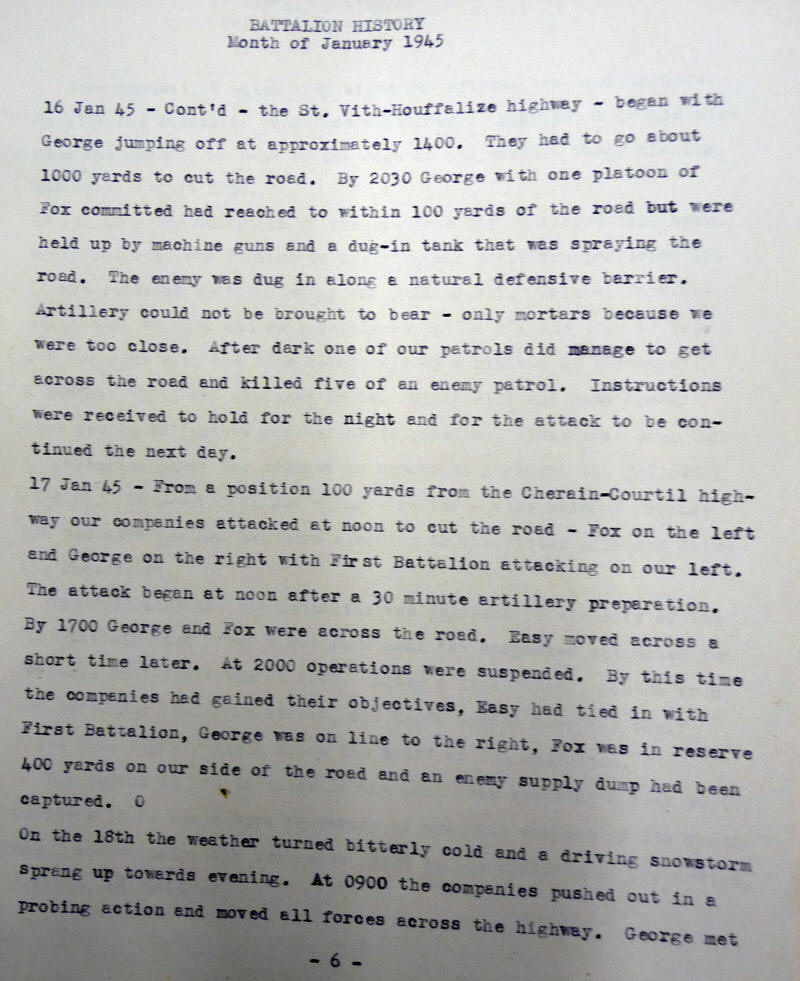 BATTALION HISTORY
Month of January 1945
16 Jan 45 - Cont'd - the St. Vith-Houffalize highway - began with
George jumping off at approximately 1400. They had to go about
1000 yards to cut the road. By 2030 George with one platoon of
Fox committed had reached to within 100 yards of the road but were
held up by machine guns and a dug-in tank that was spraying the
road. The enemy was dug in along a natural defensive barrier.
Artillery could not be brought to bear - only mortars because we
were too close. After dark one of our patrols did manage to get
across the road and killed five of an enemy patrol. Instructions
were received to hold for the night and for the attack to be con-
tinued the next day.
17 Jan 45 - From a position 100 yards from the Cherain-Courtil high-
way our companies attacked at noon to cut the road - Fox on the left
and George on the right with First Battalion attacking on our left.
The attack began at noon after a 30 minute artillery preparation.
By 1700 George and Fox were across the road. Easy moved across a
short time later. At 2000 operations were suspended. By this time
the companies had gained their objectives, Easy had tied in with
First Battalion, George was on line to the right, Fox was in reserve
400 yards on our side of the road and an enemy supply dump had been
captured. O
On the 18th the weather turned bitterly cold and a driving snowstorm
sprang up towards evening. At 0900 the companies pushed out in a
probing action and moved all forces across the highway. George met
- 6 -